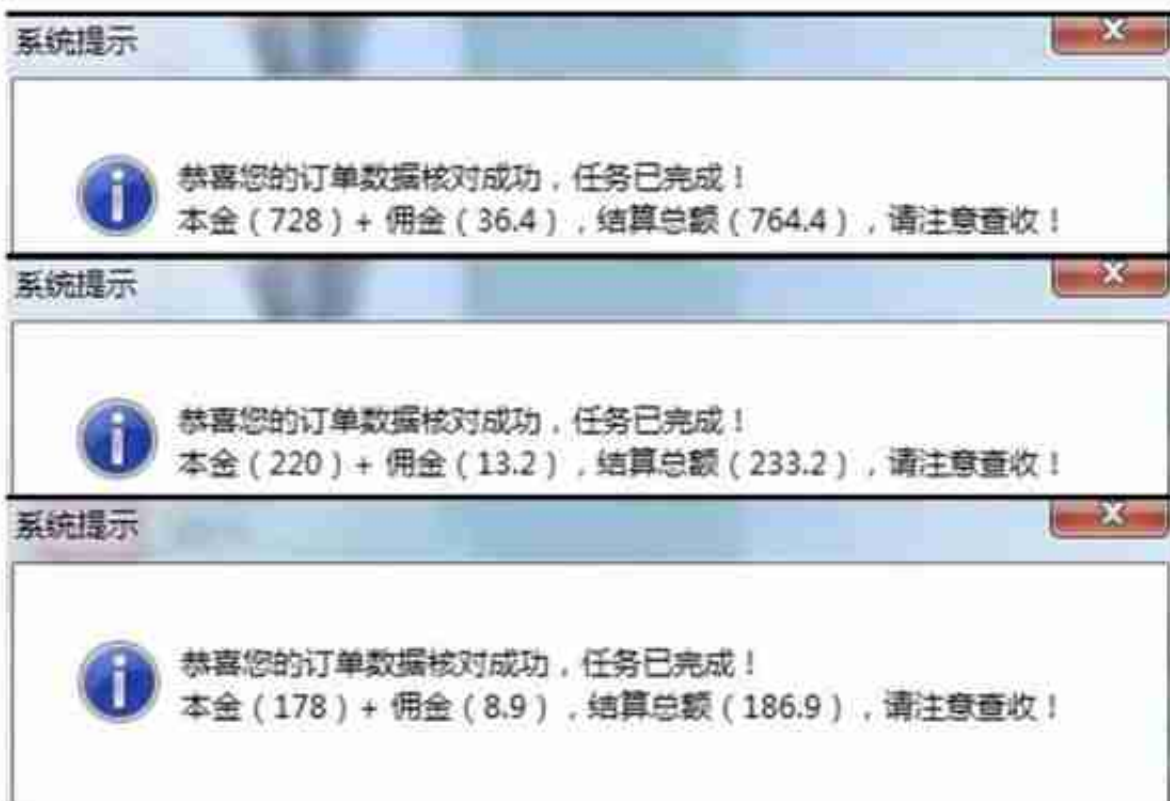 系统提示
恭喜您的订单数据核对成功，任务已完成！
本金（728）+ 佣金（36.4），结算总额（764.4），请注意查收！
系统提示
恭喜您的订单数据核对成功，任务已完成！
本金（220）+ 佣金（13.2），结算总额（233.2），请注意查收！
系统提示
恭喜您的订单数据核对成功，任务已完成！
本金（178）+ 佣金（8.9），结算总额（186.9），请注意查收！